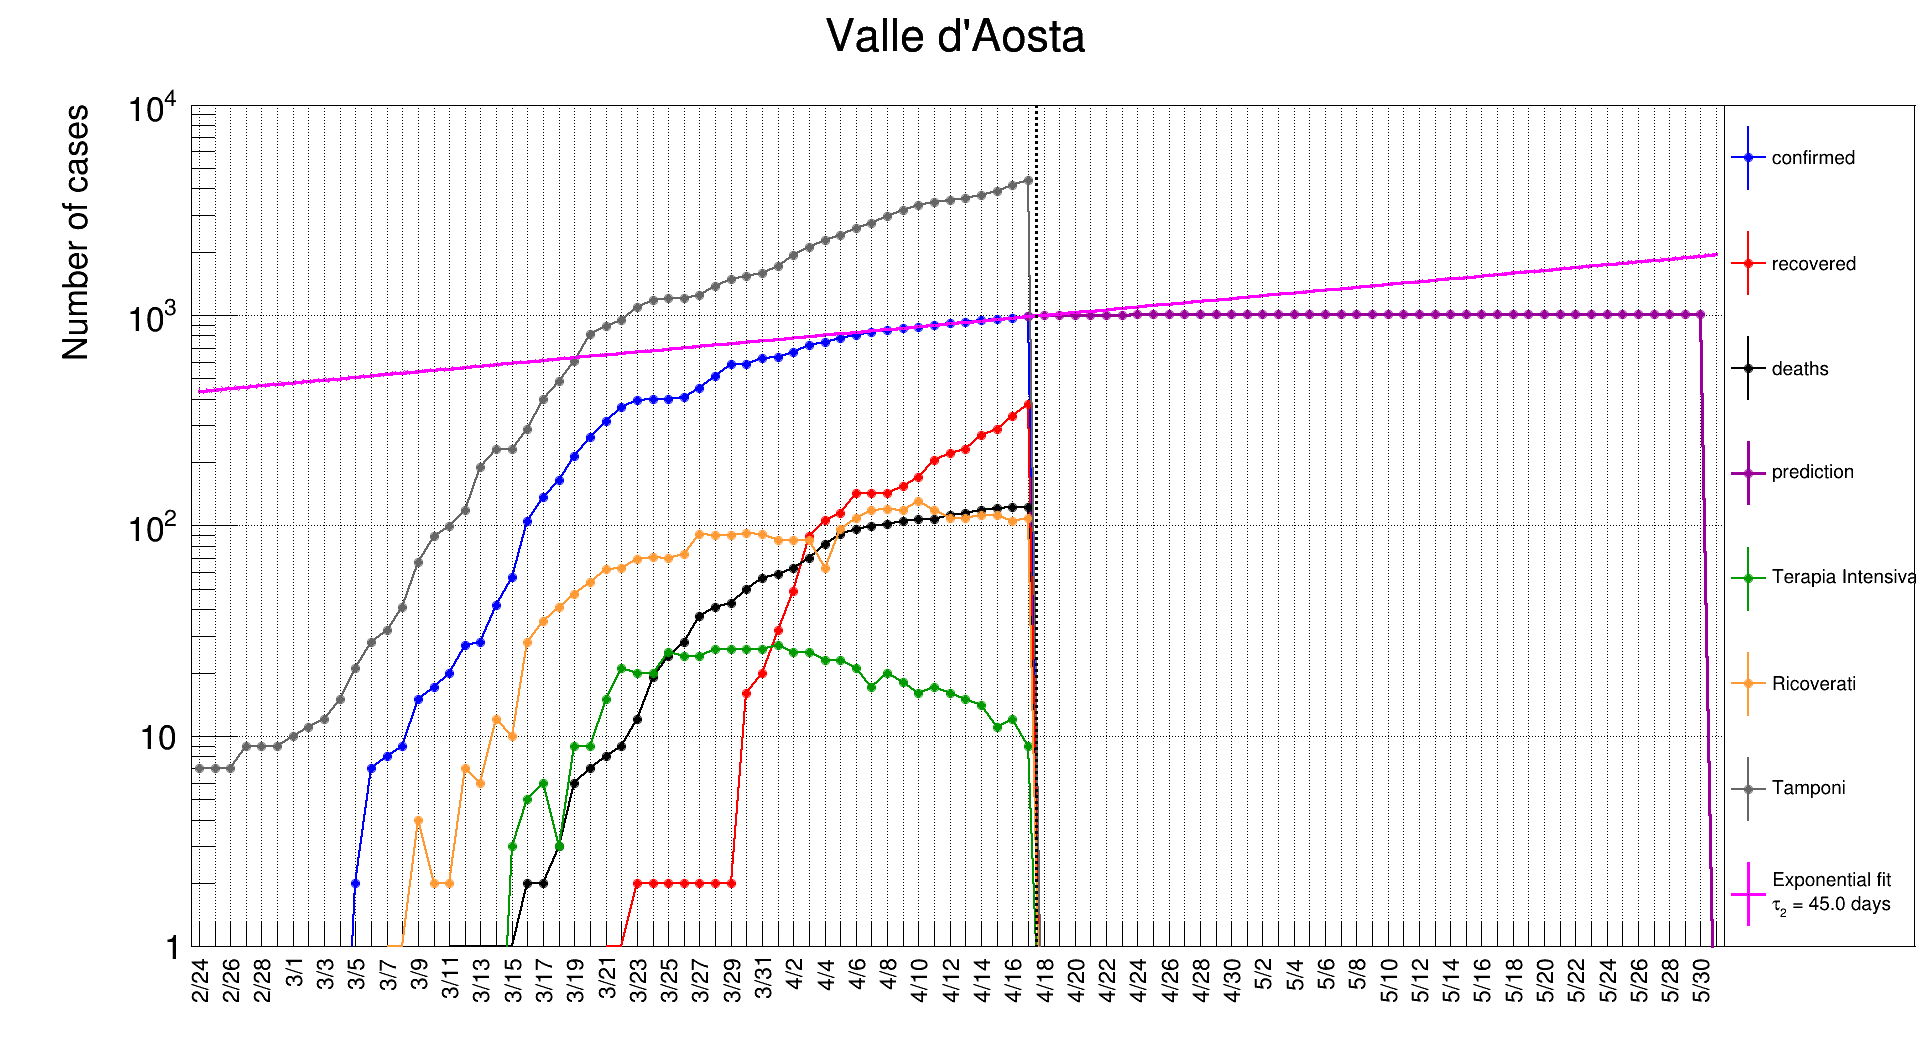 Valle d'Aosta
Number of cases
10^4
10^3
10^2
10
1
2/24 2/26 2/28 3/1 3/3 3/5 3/7 3/9 3/11 3/13 3/15 3/17 3/19 3/21 3/23 3/25 3/27 3/29 3/31 4/2 4/4 4/6 4/8 4/10 4/12 4/14 4/16 4/18 4/20 4/22 4/24 4/26 4/28 4/30 5/2 5/4 5/6 5/8 5/10 5/12 5/14 5/16 5/18 5/20 5/22 5/24 5/26 5/28 5/30
confirmed
recovered
deaths
prediction
Terapia Intensiva
Ricoverati
Tamponi
Exponential fit
τ₂ = 45.0 days